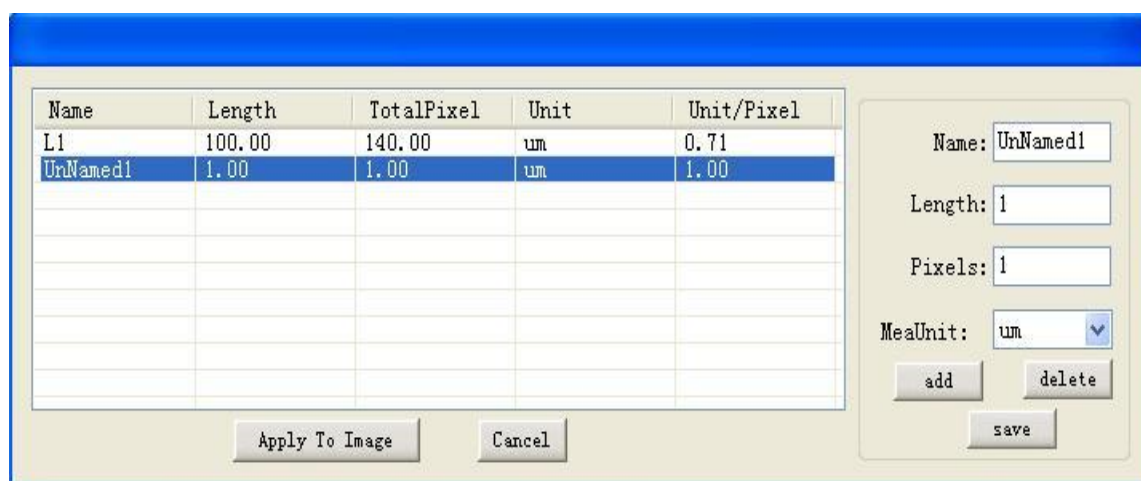 Name Length TotalPixel Unit Unit/Pixel
L1 100.00 140.00 um 0.71
UnNamed1 1.00 1.00 um 1.00
Name: UnNamed1
Length: 1
Pixels: 1
MeaUnit: um
add delete
save
Apply To Image Cancel